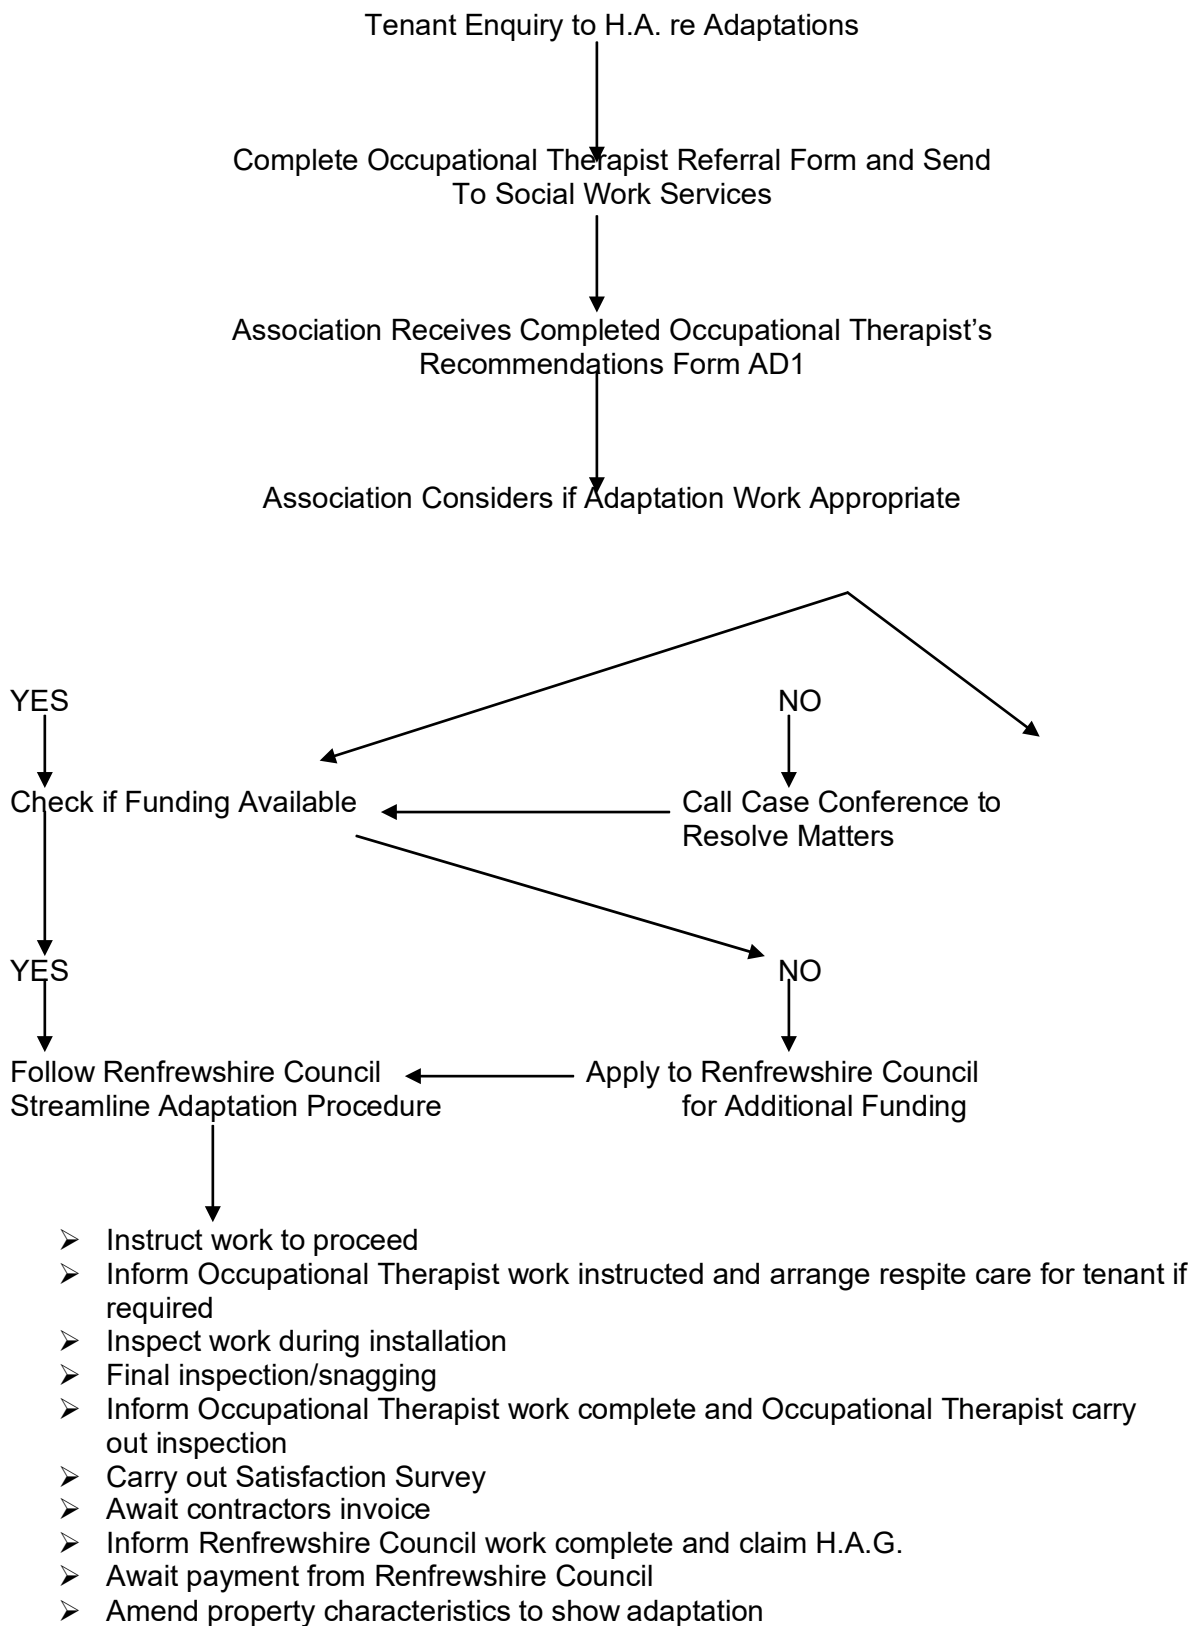 Tenant Enquiry to H.A. re Adaptations
Complete Occupational Therapist Referral Form and Send
To Social Work Services
Association Receives Completed Occupational Therapist’s
Recommendations Form AD1
Association Considers if Adaptation Work Appropriate
YES
NO
Check if Funding Available
Call Case Conference to
Resolve Matters
YES
NO
Follow Renfrewshire Council
Streamline Adaptation Procedure
Apply to Renfrewshire Council
for Additional Funding
➢ Instruct work to proceed
➢ Inform Occupational Therapist work instructed and arrange respite care for tenant if
required
➢ Inspect work during installation
➢ Final inspection/snagging
➢ Inform Occupational Therapist work complete and Occupational Therapist carry
out inspection
➢ Carry out Satisfaction Survey
➢ Await contractors invoice
➢ Inform Renfrewshire Council work complete and claim H.A.G.
➢ Await payment from Renfrewshire Council
➢ Amend property characteristics to show adaptation